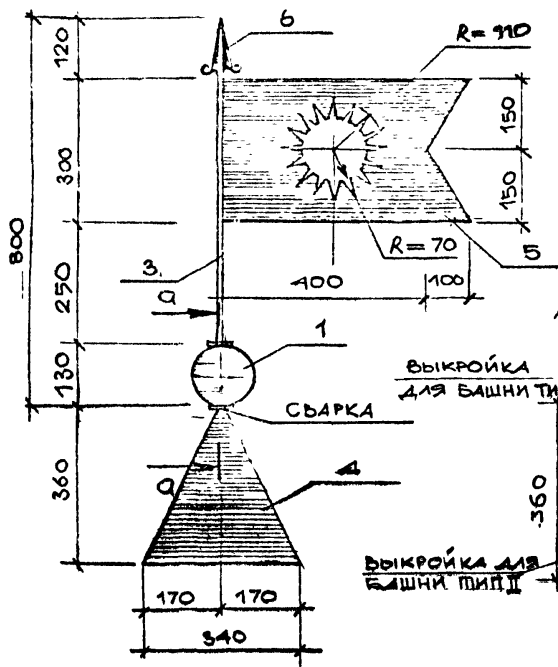 6
R=110
120
300
150
150
800
R=70
5
3
400
100
250
a
1
130
ВЫКРОЙКА
ДЛЯ БАШНИ ТИ
СВАРКА
360
a
4
360
ВЫКРОЙКА ДЛЯ
БАШНИ ТИП II
170
170
340